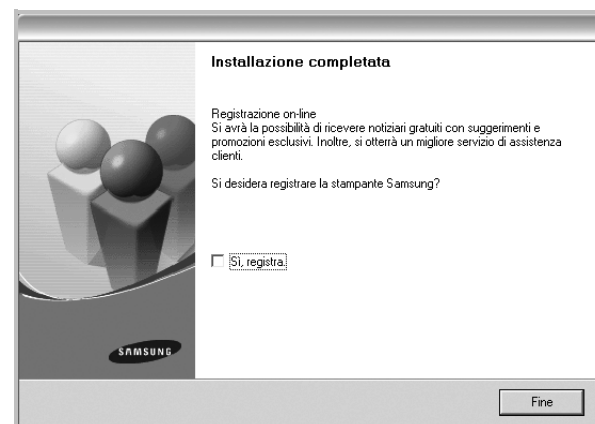 Installazione completata
Registrazione on-line
Si avrà la possibilità di ricevere notiziari gratuiti con suggerimenti e
promozioni esclusivi. Inoltre, si otterrà un migliore servizio di assistenza
clienti.
Si desidera registrare la stampante Samsung?
Sì, registra.
SAMSUNG
Fine